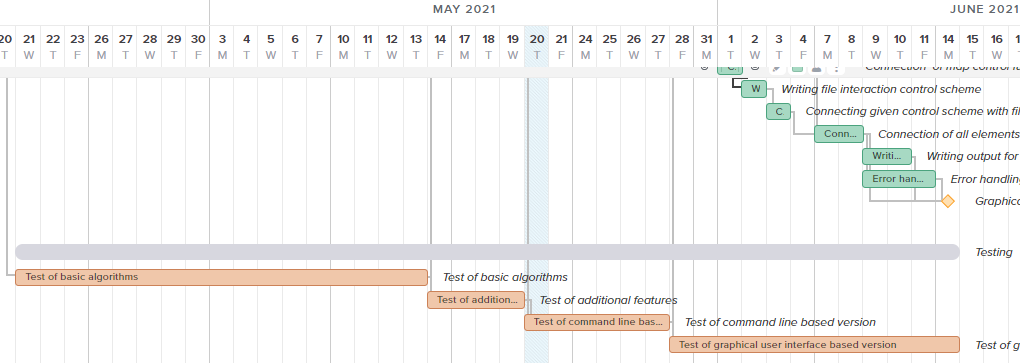 MAY 2021 JUNE 2021
20 21 22 23 26 27 28 29 30 3 4 5 6 7 10 11 12 13 14 17 18 19 20 21 24 25 26 27 28 31 1 2 3 4 7 8 9 10 11 14 15 16
T W T F M T W T F M T W T F M T W T F M T W T F M T W T F M T W T F M T W T F M T W T
C.
W Writing file interaction control scheme
C. Connecting given control scheme with fil
Conn... Connection of all elements
Writi... Writing output for
Error han... Error handling
Graphica
Testing
Test of basic algorithms Test of basic algorithms
Test of addition... Test of additional features
Test of command line bas... Test of command line based version
Test of graphical user interface based version Test of g